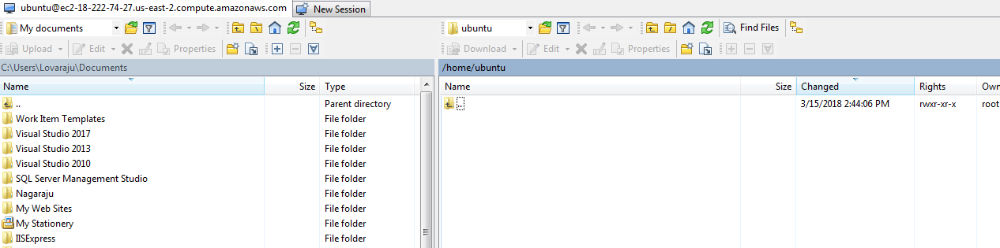 ubuntu@ec2-18-222-74-27.us-east-2.compute.amazonaws.com New Session
My documents ubuntu Find Files
Upload Edit Properties Download Edit Properties
C:\Users\Lovaraju\Documents /home/ubuntu
Name Size Type Name Size Changed Rights Own
.. Parent directory .. 3/15/2018 2:44:06 PM rwxr-xr-x root
Work Item Templates File folder
Visual Studio 2017 File folder
Visual Studio 2013 File folder
Visual Studio 2010 File folder
SQL Server Management Studio File folder
Nagaraju File folder
My Web Sites File folder
My Stationery File folder
IISExpress File folder